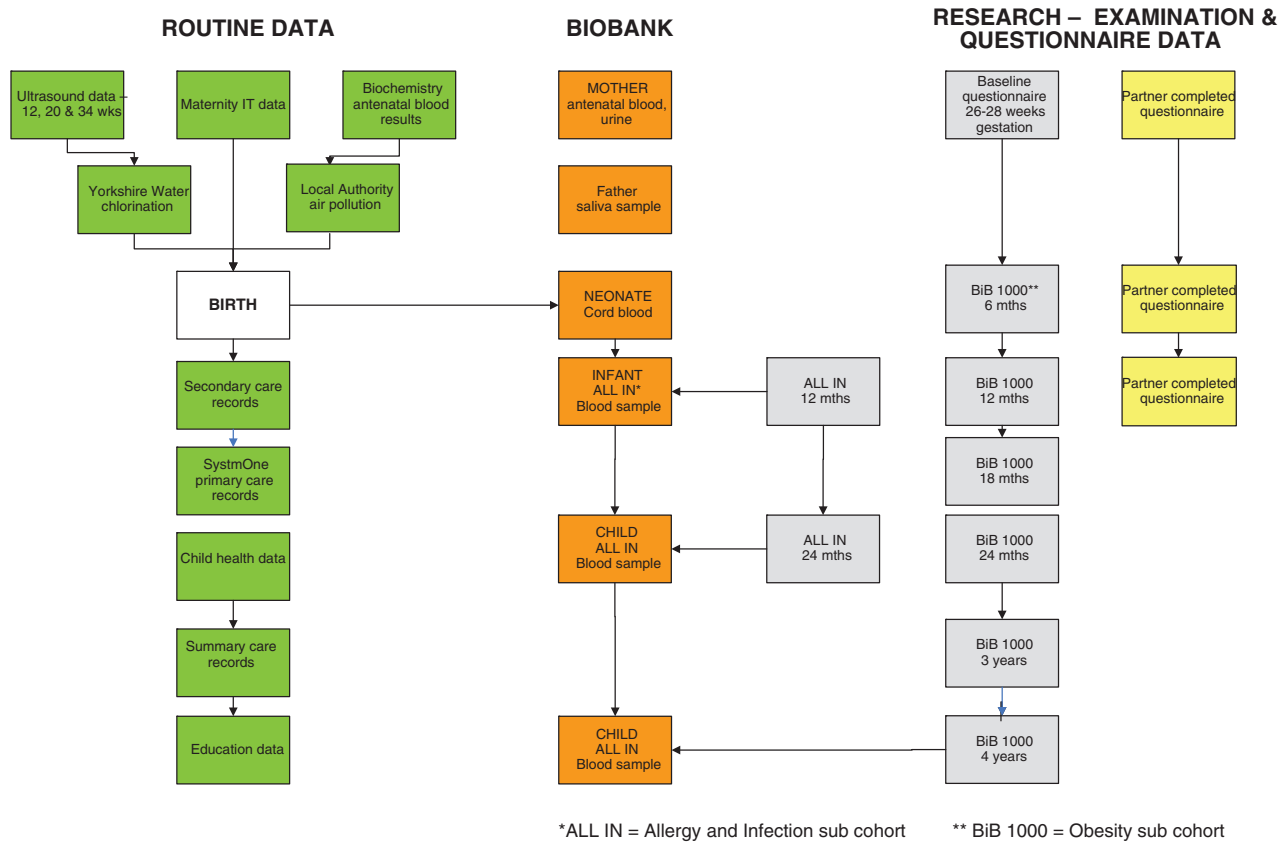 ROUTINE DATA
BIOBANK
RESEARCH – EXAMINATION &
QUESTIONNAIRE DATA
Ultrasound data –
12, 20 & 34 wks
Maternity IT data
Biochemistry
antenatal blood
results
MOTHER
antenatal blood,
urine
Baseline
questionnaire
26-28 weeks
gestation
Partner completed
questionnaire
Yorkshire Water
chlorination
Local Authority
air pollution
Father
saliva sample
BIRTH
NEONATE
Cord blood
BiB 1000**
6 mths
Partner completed
questionnaire
Secondary care
records
INFANT
ALL IN*
Blood sample
ALL IN
12 mths
BiB 1000
12 mths
Partner completed
questionnaire
SystmOne
primary care
records
BiB 1000
18 mths
Child health data
CHILD
ALL IN
Blood sample
ALL IN
24 mths
BiB 1000
24 mths
Summary care
records
BiB 1000
3 years
Education data
CHILD
ALL IN
Blood sample
BiB 1000
4 years
*ALL IN = Allergy and Infection sub cohort
** BiB 1000 = Obesity sub cohort